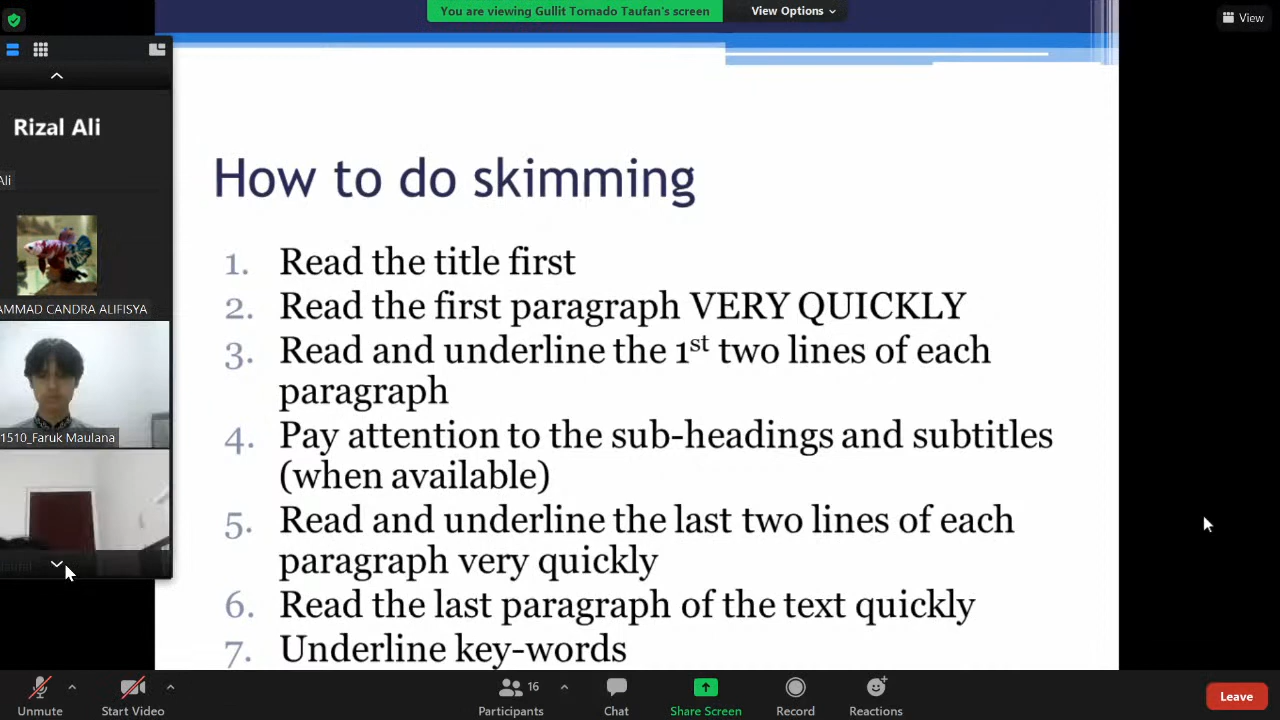 You are viewing Gullit Tornado Taufan's screen
View Options
View
Rizal Ali
Ali
AMMAD CANDRA ALIFISYA
1510_Faruk Maulana
How to do skimming
1. Read the title first
2. Read the first paragraph VERY QUICKLY
3. Read and underline the 1st two lines of each
paragraph
4. Pay attention to the sub-headings and subtitles
(when available)
5. Read and underline the last two lines of each
paragraph very quickly
6. Read the last paragraph of the text quickly
7. Underline key-words
Unmute
Start Video
16
Participants
Chat
Share Screen
Record
Reactions
Leave